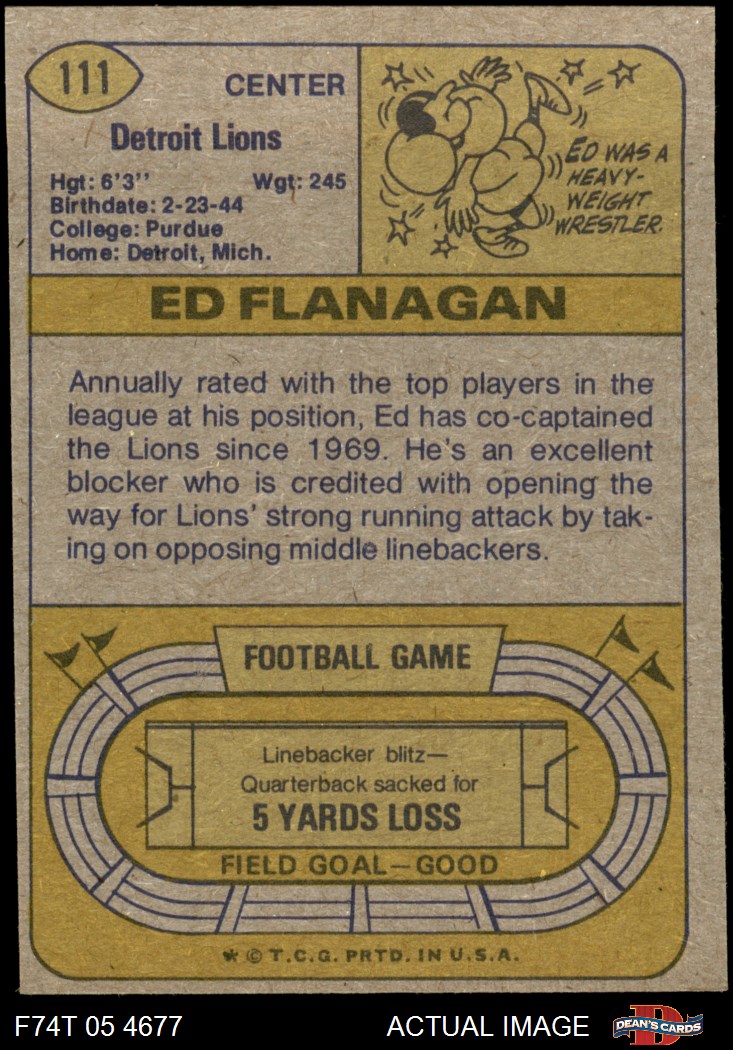 111
CENTER
Detroit Lions
Hgt: 6'3'' Wgt: 245
Birthdate: 2-23-44
College: Purdue
Home: Detroit, Mich.
ED WAS A
HEAVY-
WEIGHT
WRESTLER.
ED FLANAGAN
Annually rated with the top players in the
league at his position, Ed has co-captained
the Lions since 1969. He's an excellent
blocker who is credited with opening the
way for Lions' strong running attack by tak-
ing on opposing middle linebackers.
FOOTBALL GAME
Linebacker blitz—
Quarterback sacked for
5 YARDS LOSS
FIELD GOAL—GOOD
* © T.C.G. PRTD. IN U.S.A.
F74T 05 4677 ACTUAL IMAGE
D
DEAN'S CARDS